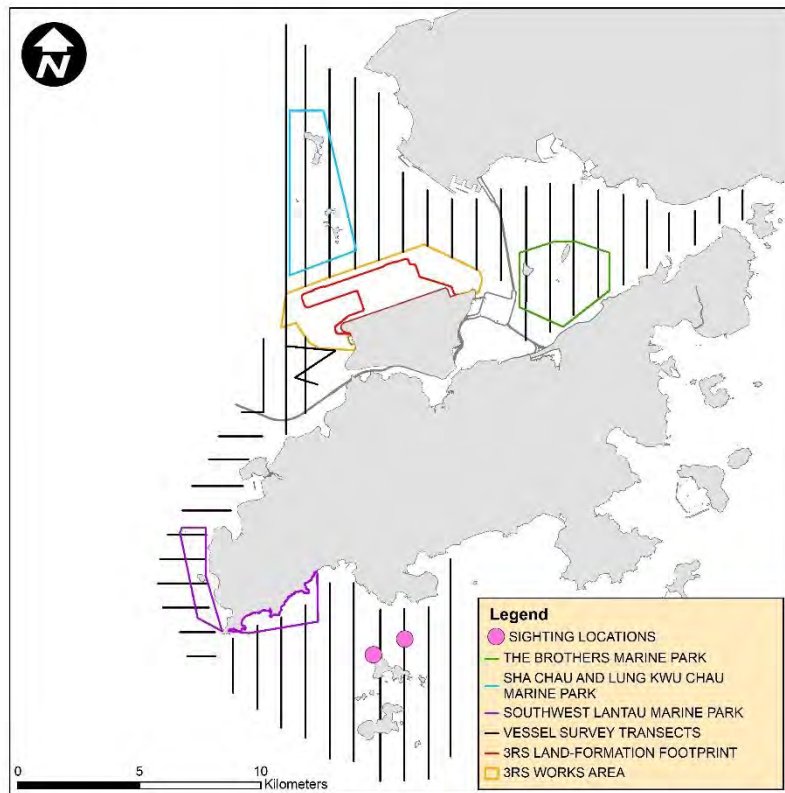 N
Legend
SIGHTING LOCATIONS
THE BROTHERS MARINE PARK
SHA CHAU AND LUNG KWU CHAU
MARINE PARK
SOUTHWEST LANTAU MARINE PARK
VESSEL SURVEY TRANSECTS
3RS LAND-FORMATION FOOTPRINT
3RS WORKS AREA
0 5 10
Kilometers